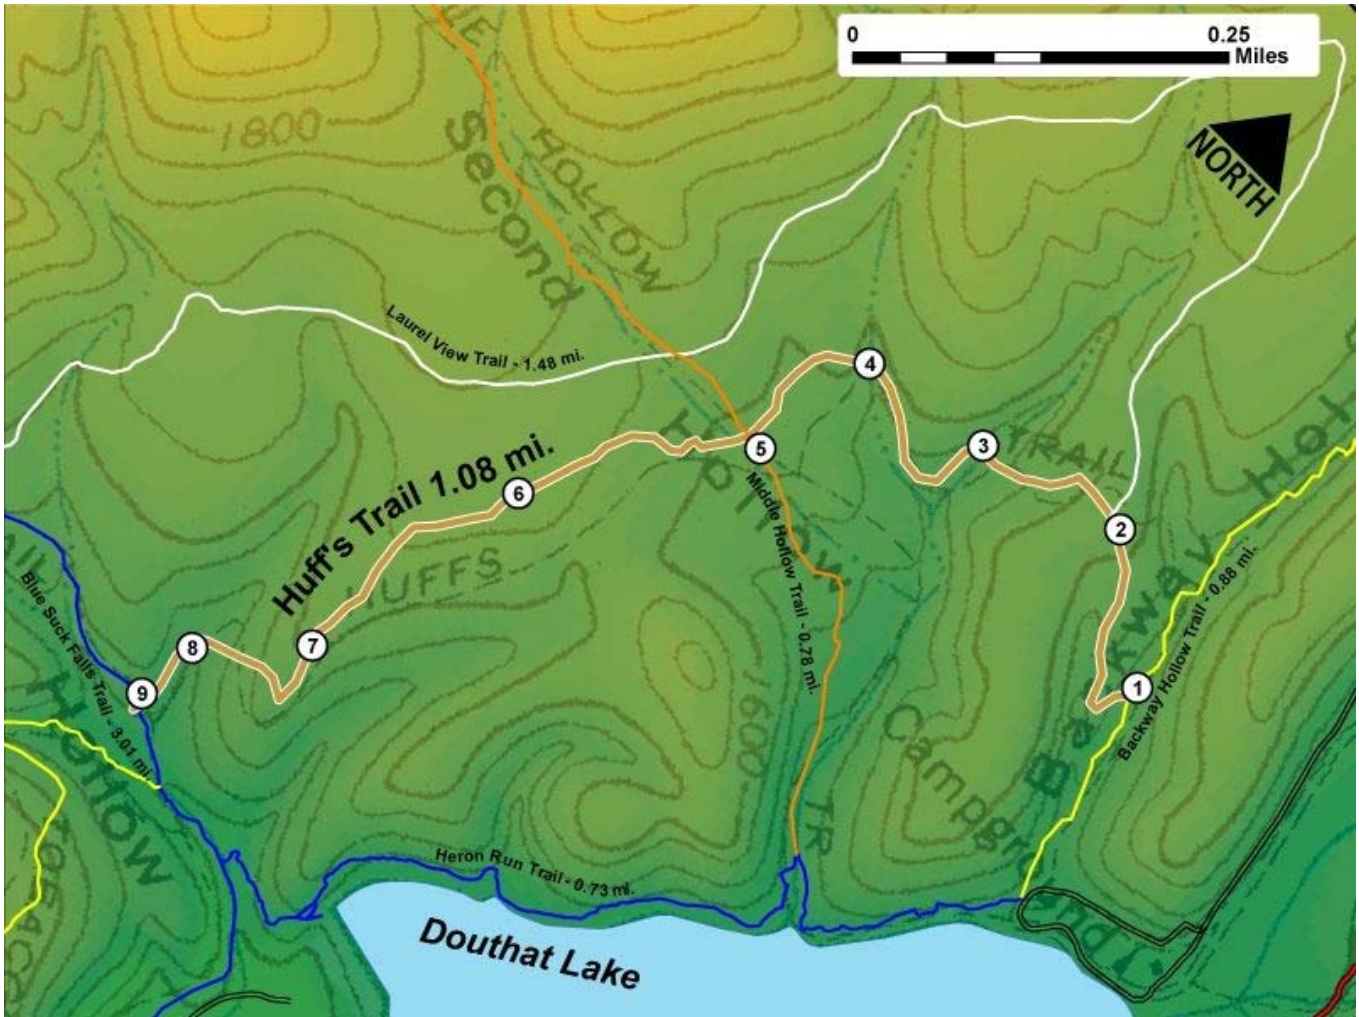 0 0.25
Miles
NORTH
1800
HOLLOW
Second
Laurel View Trail - 1.48 mi.
4
3
TRAIL
5
Hollow
Huff's Trail 1.08 mi.
6
2
HUFFS
Middle Hollow Trail - 0.78 mi.
Backway Hollow Trail - 0.88 mi.
Backway
7
8
9
1
Blue Suck Falls Trail - 3.01 mi.
Hollow
1600
Campground
TR
Heron Run Trail - 0.73 mi.
Douthat Lake